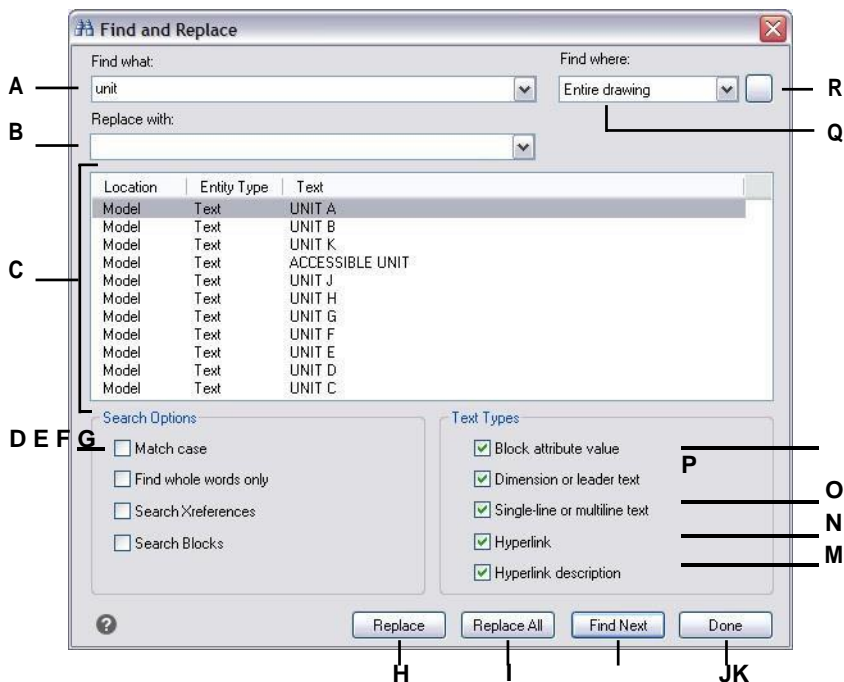 Find and Replace
Find what:
Find where:
A
unit
Entire drawing
R
Replace with:
Q
B
Location Entity Type Text
Model Text UNIT A
Model Text UNIT B
Model Text UNIT K
Model Text ACCESSIBLE UNIT
C
Model Text UNIT J
Model Text UNIT H
Model Text UNIT G
Model Text UNIT F
Model Text UNIT E
Model Text UNIT D
Model Text UNIT C
Search Options
Text Types
D E F G
Match case
Block attribute value
P
Find whole words only
Dimension or leader text
O
Search Xreferences
Single-line or multiline text
N
Search Blocks
Hyperlink
M
Hyperlink description
?
Replace
Replace All
Find Next
Done
H
I
JK